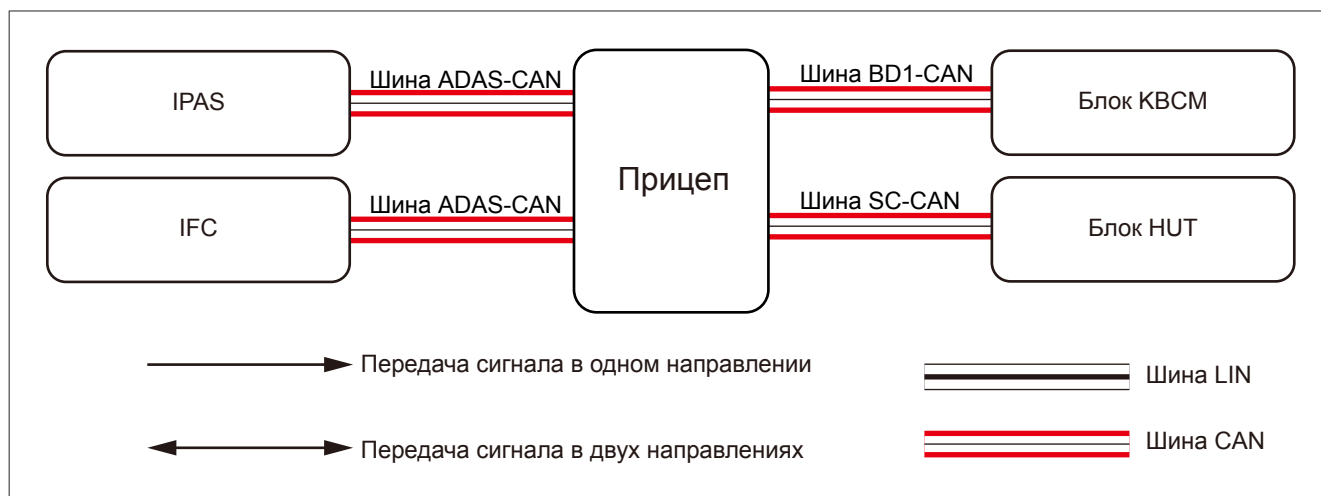 Шина ADAS-CAN
Шина BD1-CAN
IPAS
Блок KBCM
Прицеп
Шина ADAS-CAN
Шина SC-CAN
IFC
Блок HUT
Передача сигнала в одном направлении
Шина LIN
Передача сигнала в двух направлениях
Шина CAN